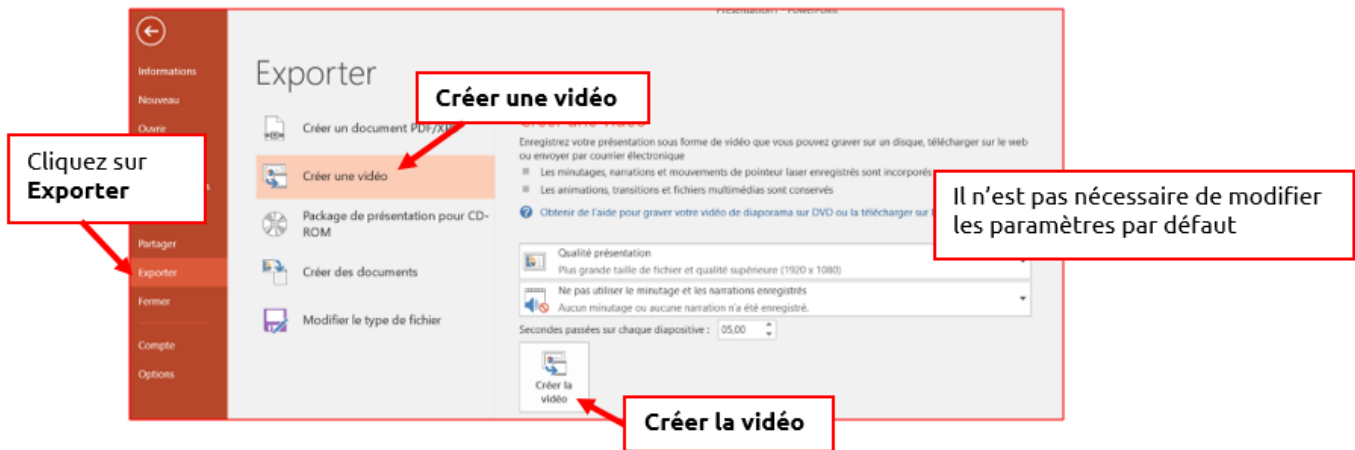 Présentation1 - PowerPoint
Informations
Nouveau
Ouvrir
Partager
Exporter
Fermer
Compte
Options
Cliquez sur
Exporter
Exporter
Créer un document PDF/XPS
Créer une vidéo
Package de présentation pour CD-
ROM
Créer des documents
Modifier le type de fichier
Créer une vidéo
Créer une vidéo
Enregistrez votre présentation sous forme de vidéo que vous pouvez graver sur un disque, télécharger sur le web
ou envoyer par courrier électronique
Les minutages, narrations et mouvements de pointeur laser enregistrés sont incorporés
Les animations, transitions et fichiers multimédias sont conservés
Obtenir de l'aide pour graver votre vidéo de diaporama sur DVD ou la télécharger sur
Il n’est pas nécessaire de modifier
les paramètres par défaut
Qualité présentation
Plus grande taille de fichier et qualité supérieure (1920 x 1080)
Ne pas utiliser le minutage et les narrations enregistrés
Aucun minutage ou aucune narration n'a été enregistré.
Secondes passées sur chaque diapositive : 05,00
Créer la
vidéo
Créer la vidéo